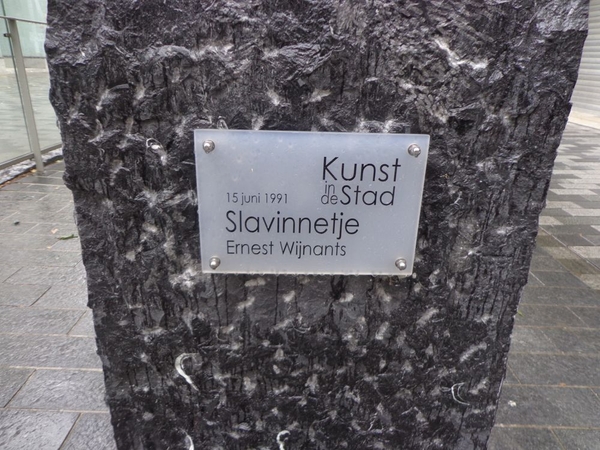 Kunst
in
de Stad
15 juni 1991
Slavinnetje
Ernest Wijnants